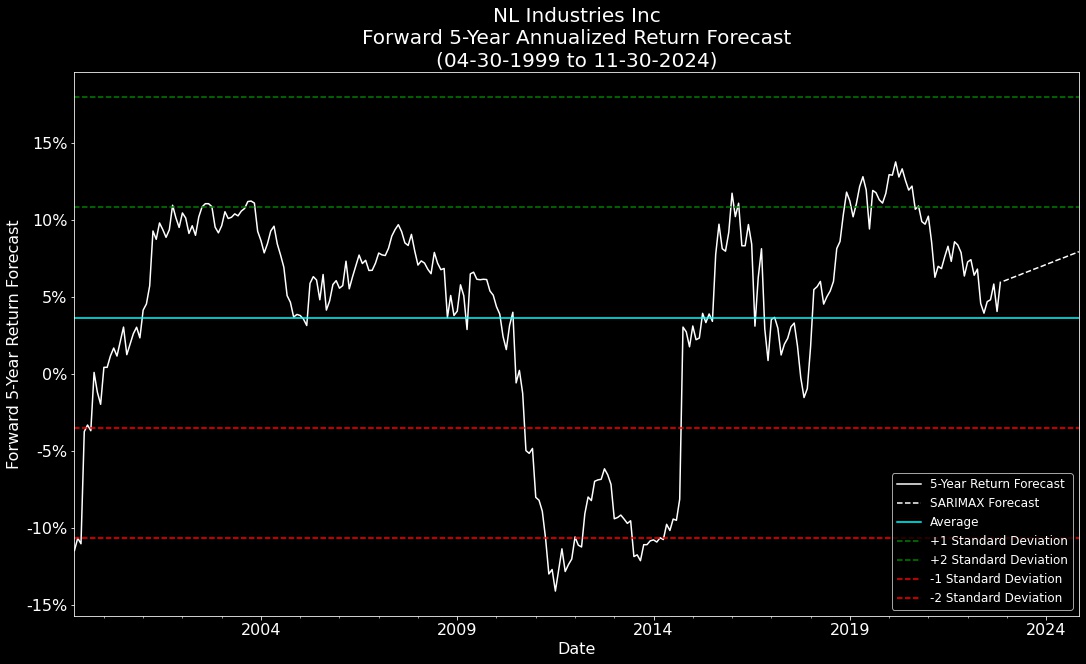 NL Industries Inc
Forward 5-Year Annualized Return Forecast
(04-30-1999 to 11-30-2024)
Forward 5-Year Return Forecast
15%
10%
5%
0%
-5%
-10%
-15%
5-Year Return Forecast
SARIMAX Forecast
Average
+1 Standard Deviation
+2 Standard Deviation
-1 Standard Deviation
-2 Standard Deviation
2004
2009
2014
2019
2024
Date